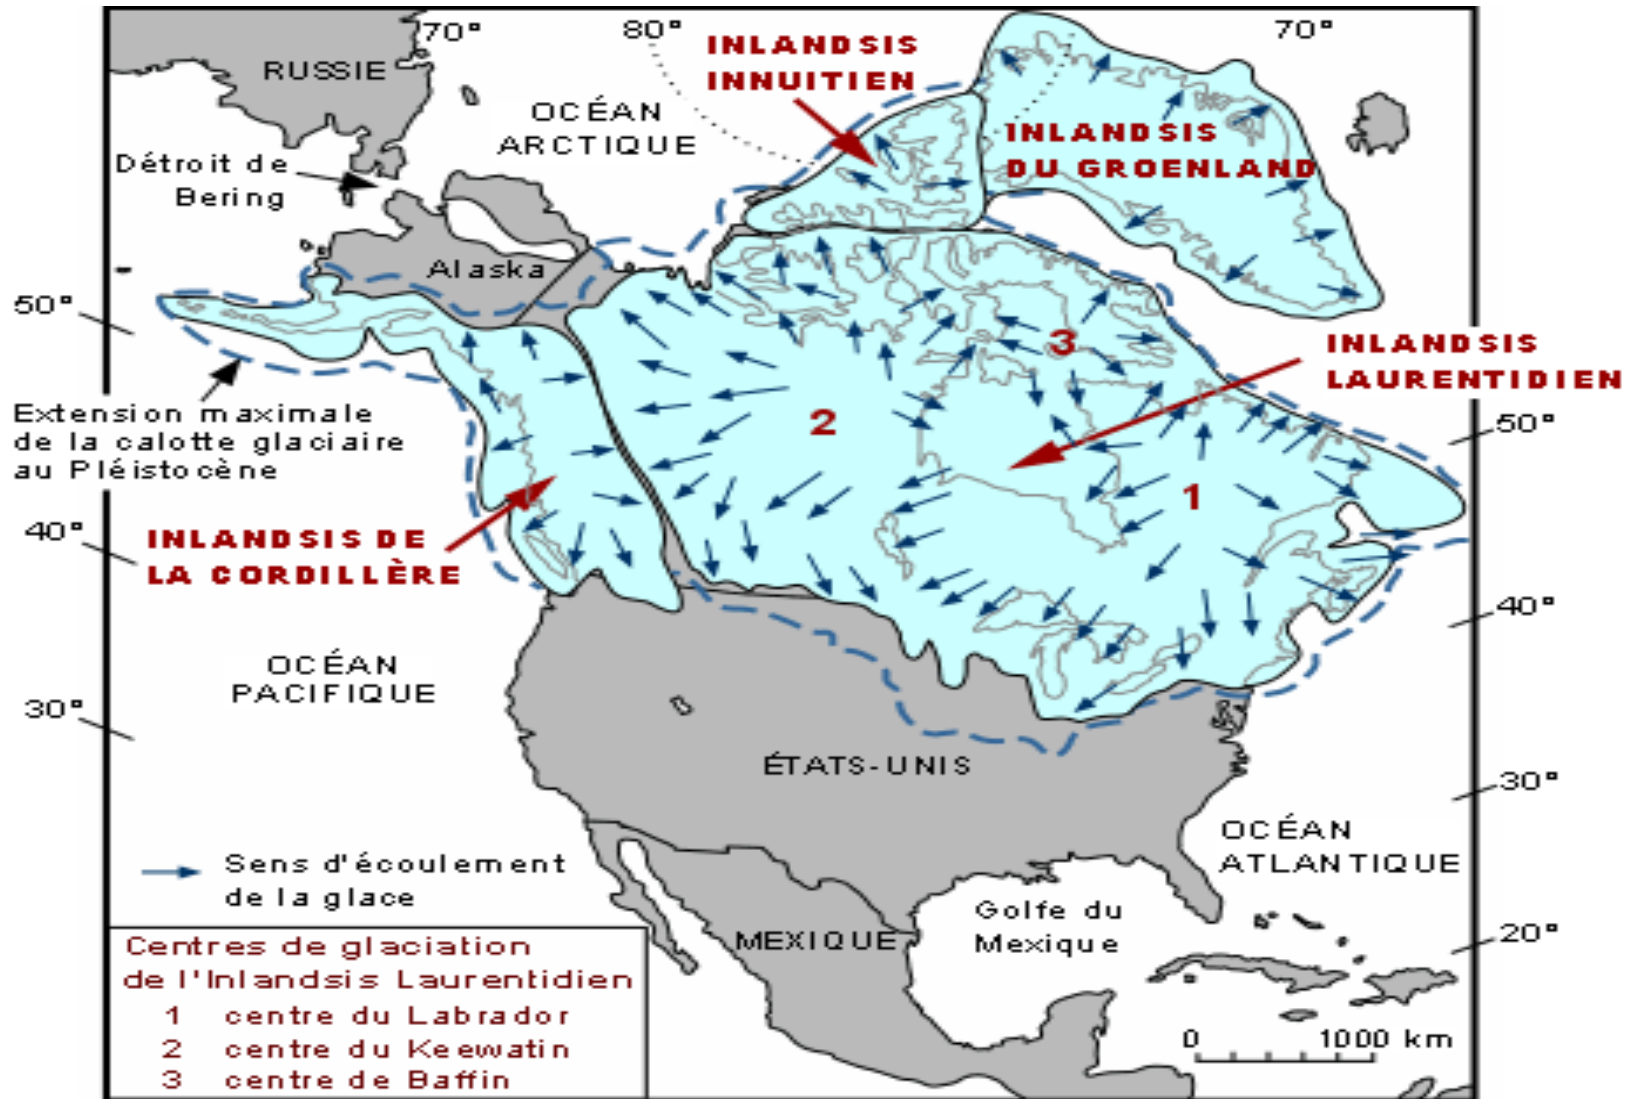 70°
80°
70°
INLANDSIS
INNUITIEN
RUSSIE
OCÉAN
ARCTIQUE
INLANDSIS
DU GROENLAND
Détroit de
Bering
Alaska
50°
INLANDSIS
LAURENTIDIEN
3
2
1
Extension maximale
de la calotte glaciaire
au Pléistocène
50°
40°
INLANDSIS DE
LA CORDILLÈRE
40°
OCÉAN
PACIFIQUE
30°
ÉTATS-UNIS
30°
OCÉAN
ATLANTIQUE
Sens d'écoulement
de la glace
Golfe du
Mexique
MEXIQUE
20°
Centres de glaciation
de l'Inlandsis Laurentidien
1 centre du Labrador
2 centre du Keewatin
3 centre de Baffin
0 1000 km